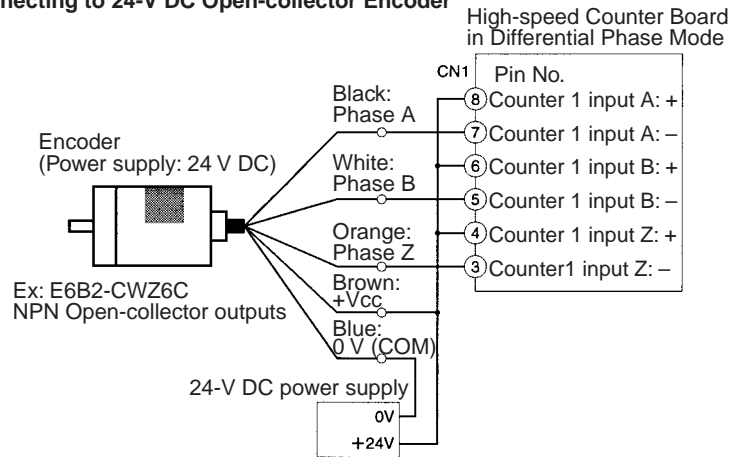 necting to 24-V DC Open-collector Encoder
High-speed Counter Board
in Differential Phase Mode
CN1
Pin No.
Black:
Phase A
8 Counter 1 input A: +
7 Counter 1 input A: –
Encoder
(Power supply: 24 V DC)
White:
Phase B
6 Counter 1 input B: +
5 Counter 1 input B: –
Orange:
Phase Z
4 Counter 1 input Z: +
3 Counter1 input Z: –
Ex: E6B2-CWZ6C
NPN Open-collector outputs
Brown:
+Vcc
Blue:
0 V (COM)
24-V DC power supply
0V
+24V